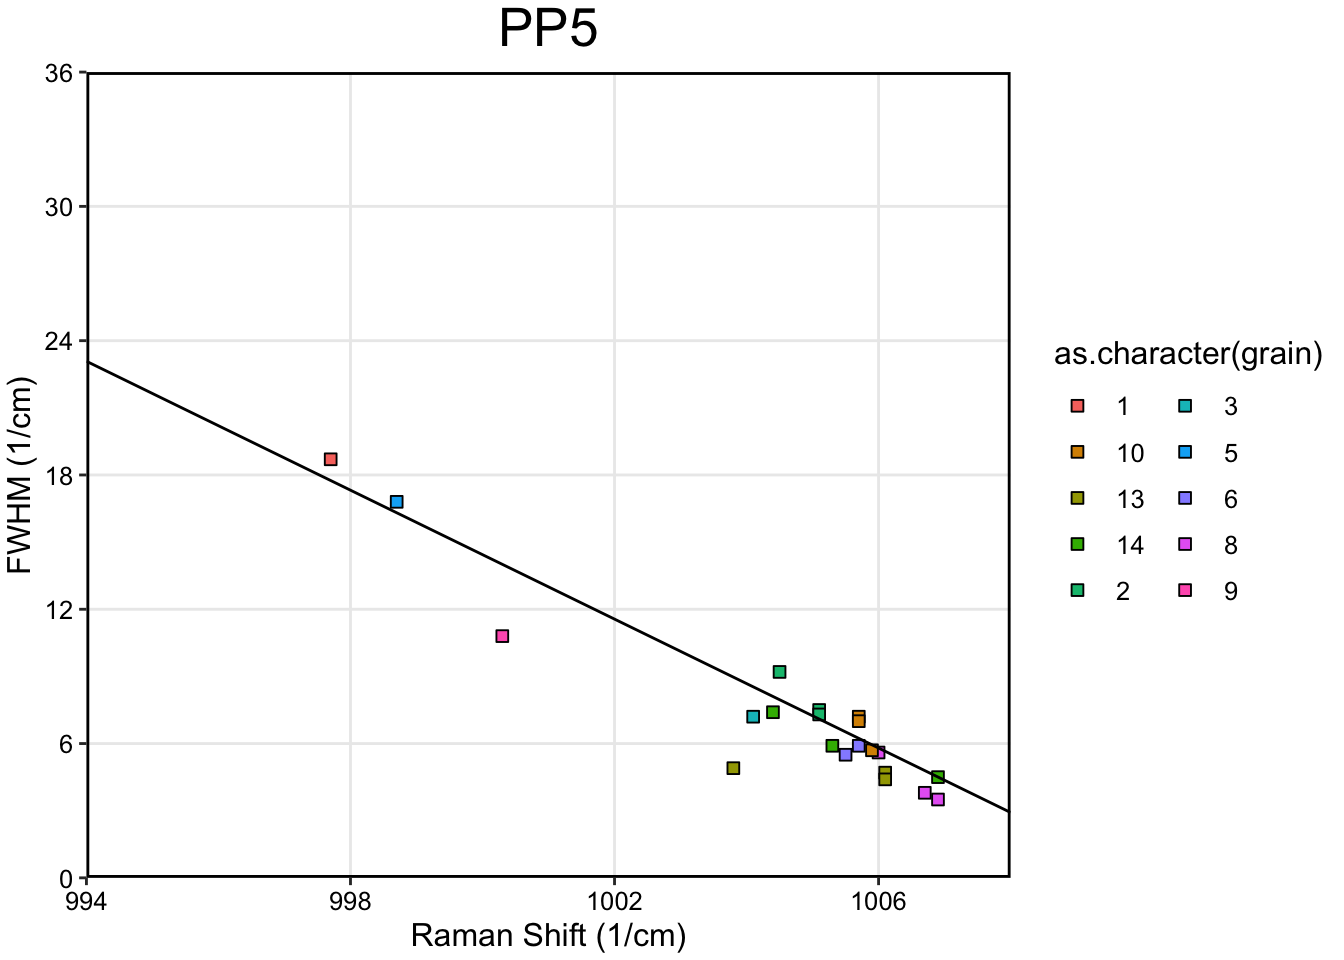 PP5
36
30
24
18
12
6
0
FWHM (1/cm)
994 998 1002 1006
Raman Shift (1/cm)
as.character(grain)
1 3
10 5
13 6
14 8
2 9